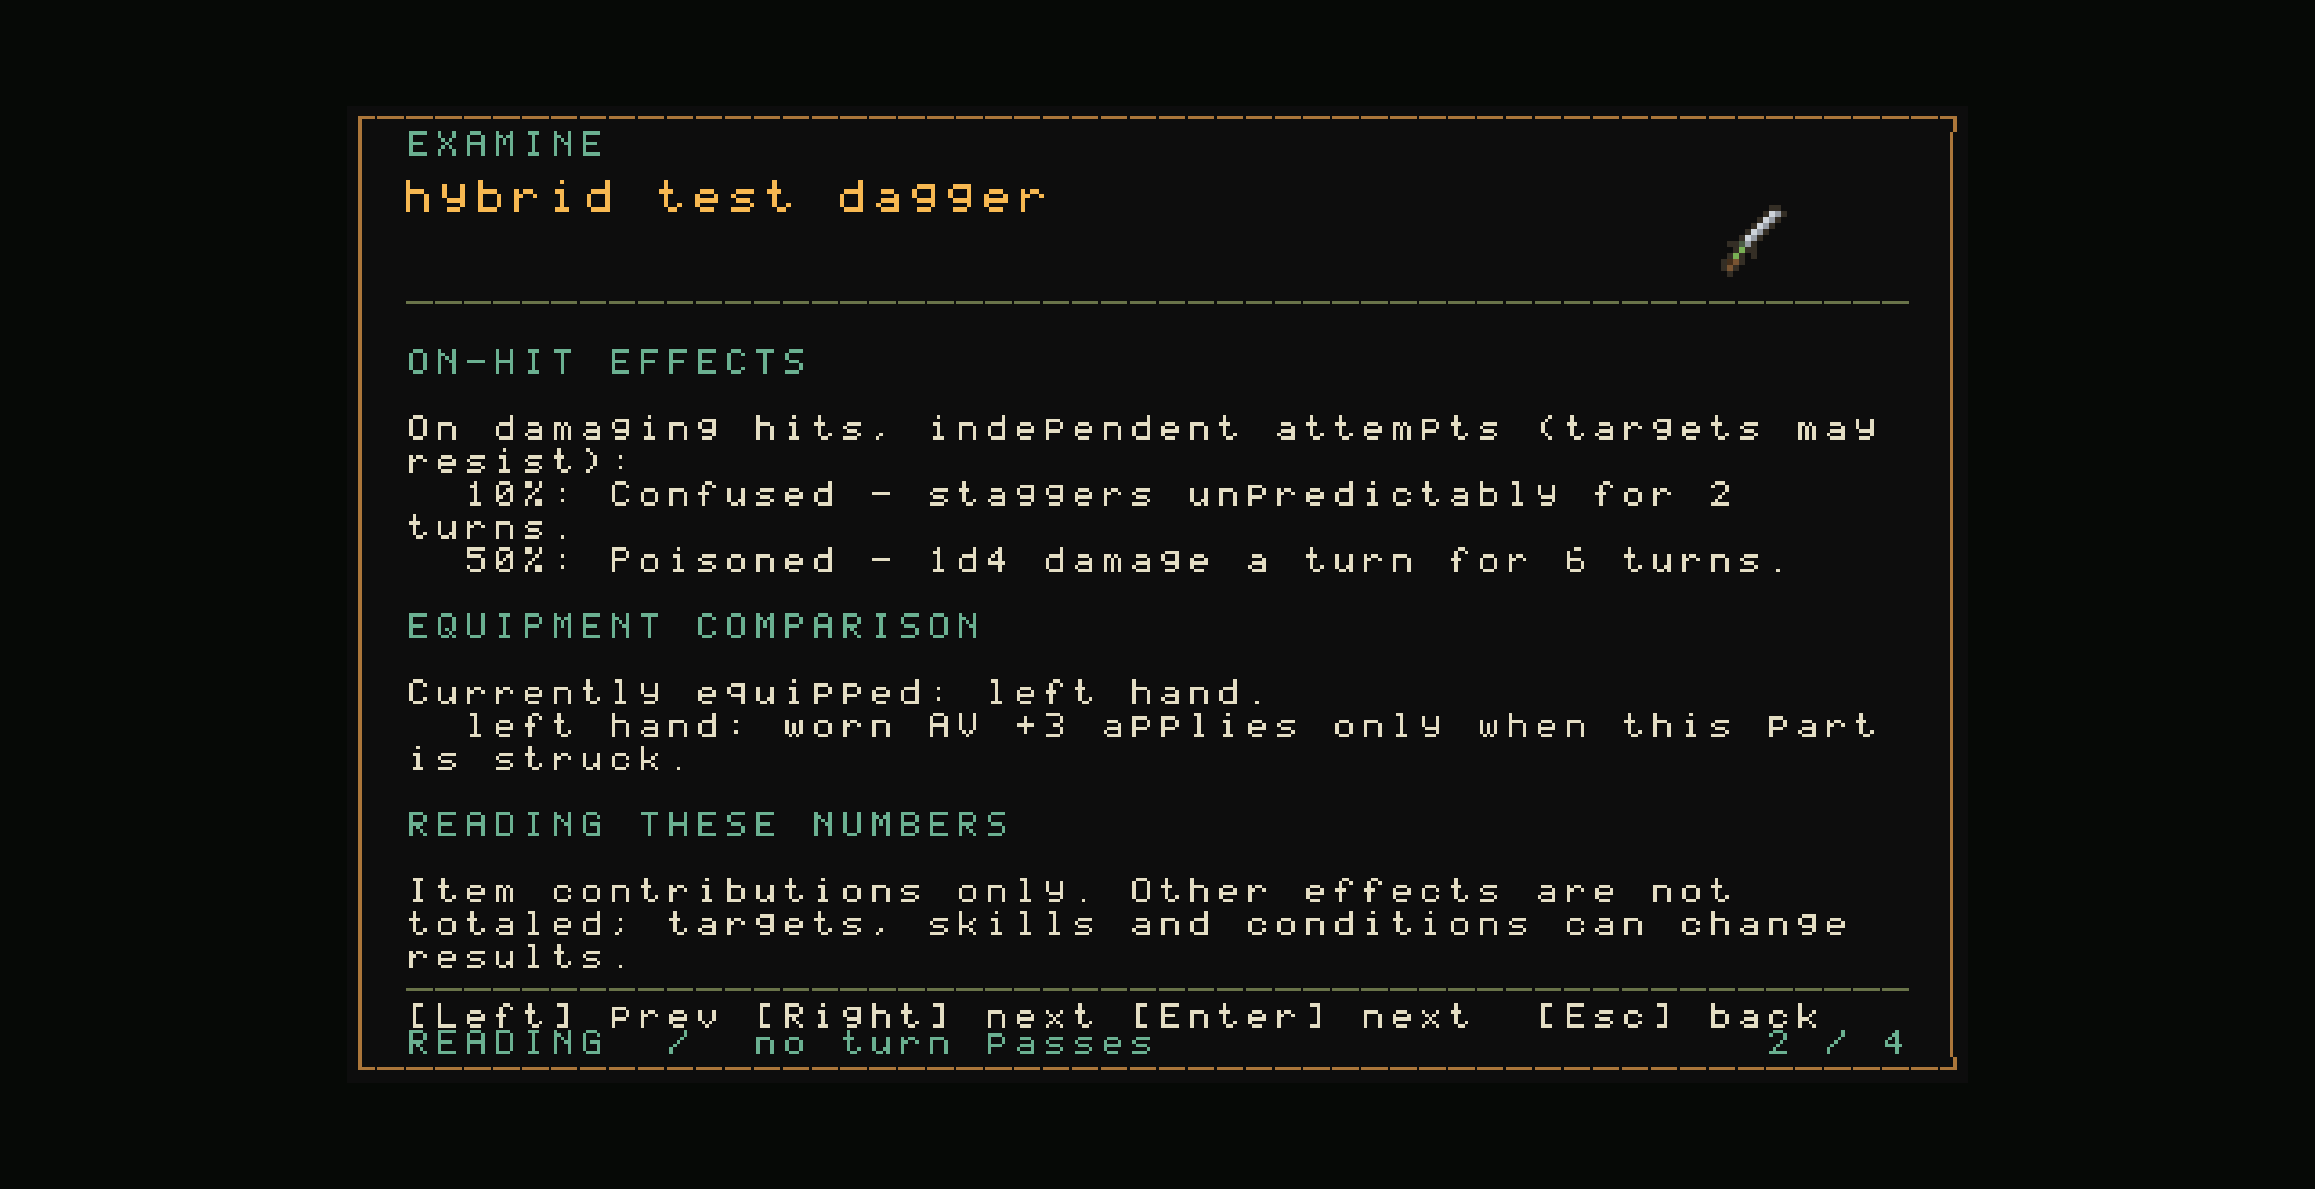 EXAMINE
hybrid test dagger
ON-HIT EFFECTS
On damaging hits, independent attempts (targets may
resist):
10%: Confused - staggers unpredictably for 2
turns.
50%: Poisoned - 1d4 damage a turn for 6 turns.
EQUIPMENT COMPARISON
Currently equipped: left hand.
left hand: worn AV +3 applies only when this part
is struck.
READING THESE NUMBERS
Item contributions only. Other effects are not
totaled; targets, skills and conditions can change
results.
[Left] prev [Right] next [Enter] next [Esc] back
READING / no turn passes 2 / 4